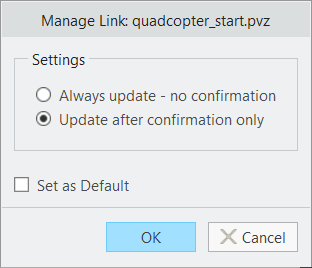 Manage Link: quadcopter_start.pvz
Settings
Always update - no confirmation
Update after confirmation only
Set as Default
OK
Cancel